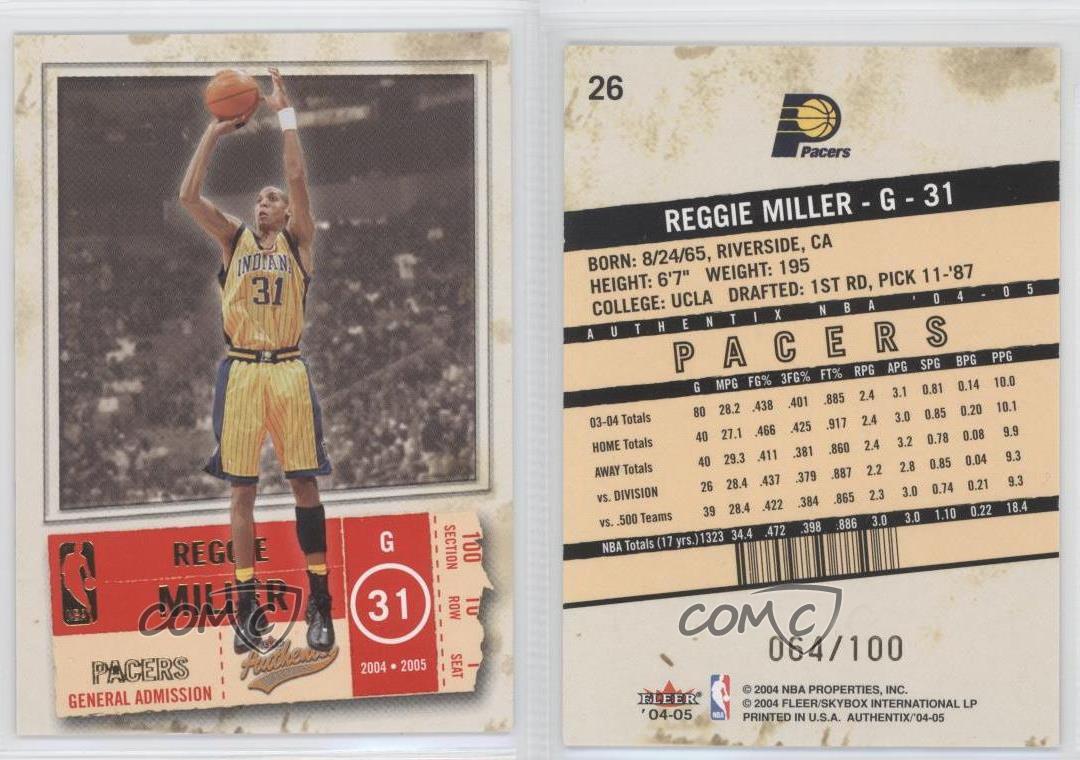 INDIANA
31
REGGIE
MILLER
PACERS
GENERAL ADMISSION
Authentix
G
31
2004 • 2005
100
SECTION
10
ROW
1
SEAT
COMC
26
Pacers
REGGIE MILLER - G - 31
BORN: 8/24/65, RIVERSIDE, CA
HEIGHT: 6'7" WEIGHT: 195
COLLEGE: UCLA DRAFTED: 1ST RD, PICK 11-'87
AUTHENTIX NBA '04-05
PACERS
G MPG FG% 3FG% FT% RPG APG SPG BPG PPG
03-04 Totals 80 28.2 .438 .401 .885 2.4 3.1 0.81 0.14 10.0
HOME Totals 40 27.1 .466 .425 .917 2.4 3.0 0.85 0.20 10.1
AWAY Totals 40 29.3 .411 .381 .860 2.4 3.2 0.78 0.08 9.9
vs. DIVISION 26 28.4 .437 .379 .887 2.2 2.8 0.85 0.04 9.3
vs. .500 Teams 39 28.4 .422 .384 .865 2.3 3.0 0.74 0.21 9.3
NBA Totals (17 yrs.) 1323 34.4 .472 .398 .886 3.0 3.0 1.10 0.22 18.4
COMC
064/100
FLEER
'04-05
NBA
© 2004 NBA PROPERTIES, INC.
© 2004 FLEER/SKYBOX INTERNATIONAL LP
PRINTED IN U.S.A. AUTHENTIX/'04-05